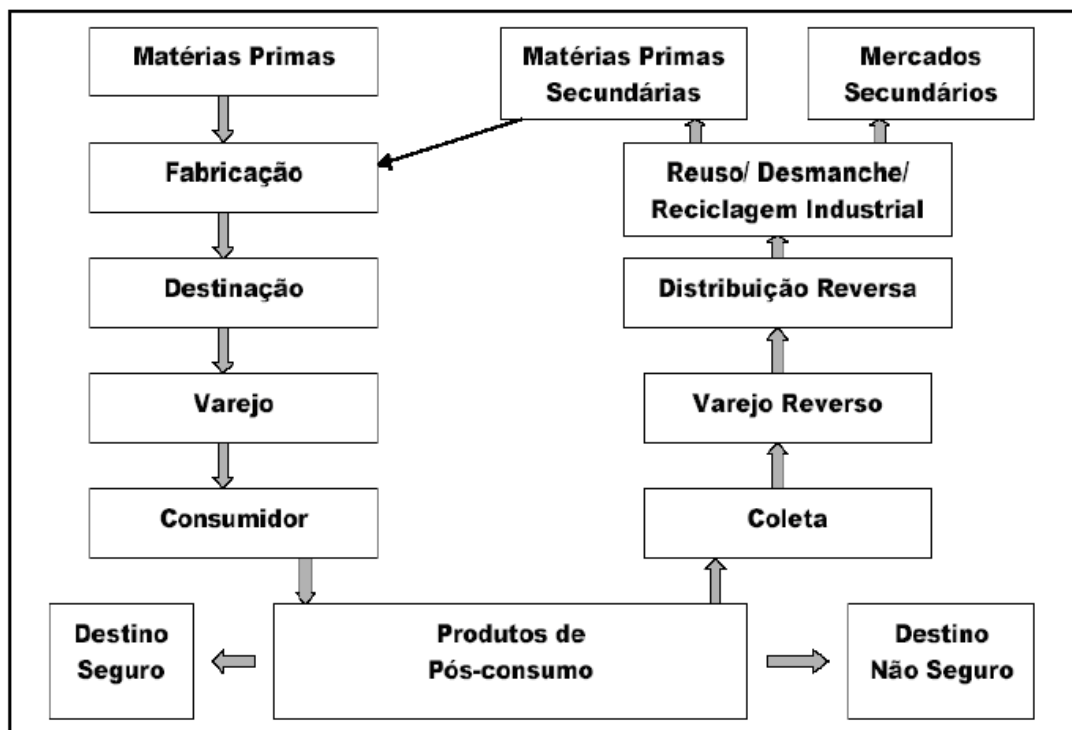 Matérias Primas
Matérias Primas
Secundárias
Mercados
Secundários
Fabricação
Reuso/ Desmanche/
Reciclagem Industrial
Destinação
Distribuição Reversa
Varejo
Varejo Reverso
Consumidor
Coleta
Destino
Seguro
Produtos de
Pós-consumo
Destino
Não Seguro